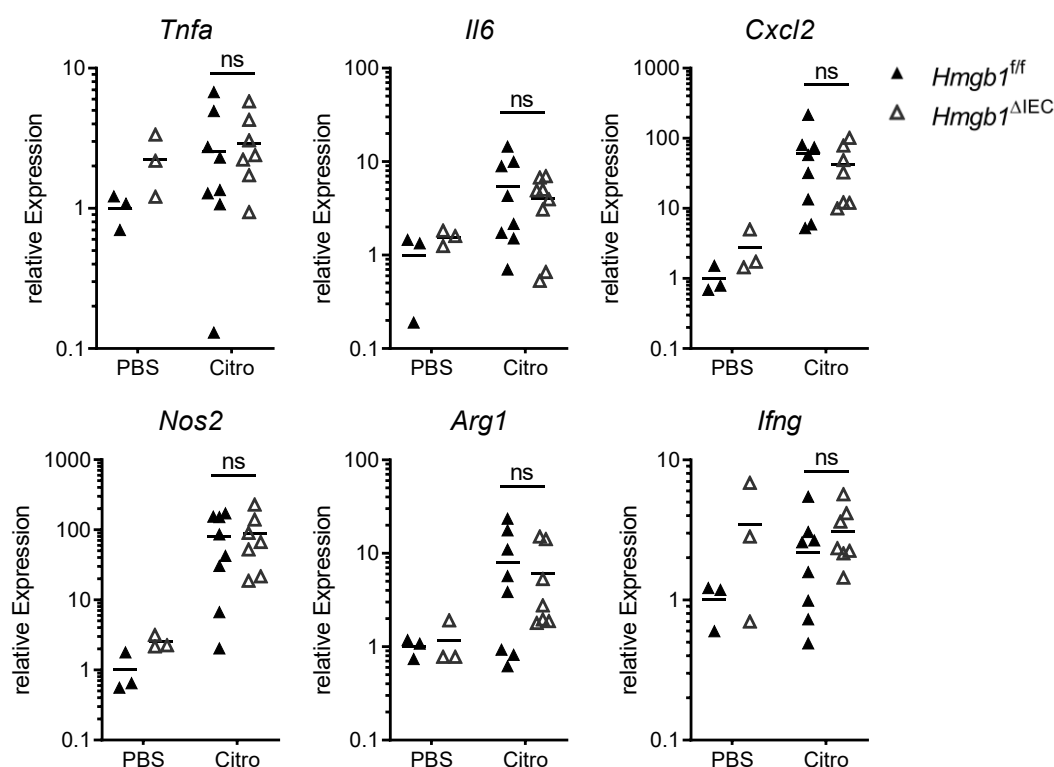 Tnfa
Il6
Cxcl2
10
1
0.1
relative Expression
ns
PBS
Citro
100
10
1
0.1
relative Expression
ns
PBS
Citro
1000
100
10
1
0.1
relative Expression
ns
PBS
Citro
Hmgb1f/f
Hmgb1ΔIEC
Nos2
Arg1
Ifng
1000
100
10
1
0.1
relative Expression
ns
PBS
Citro
100
10
1
0.1
relative Expression
ns
PBS
Citro
10
1
0.1
relative Expression
ns
PBS
Citro